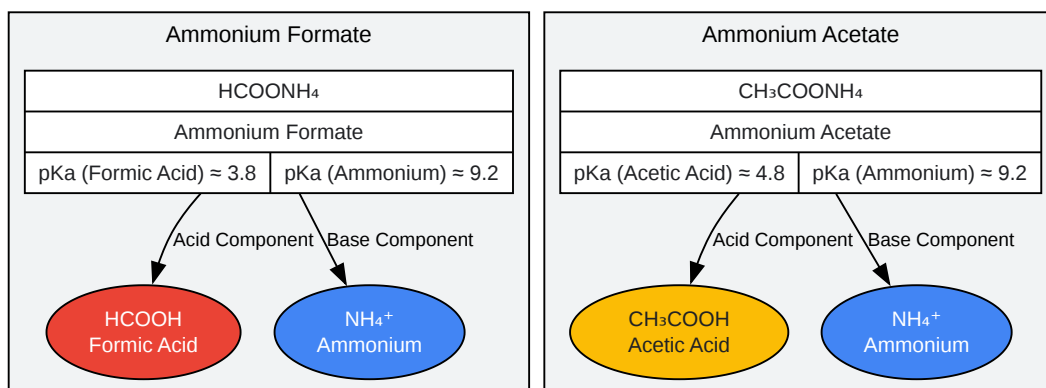 Ammonium Formate
HCOONH₄
Ammonium Formate
pKa (Formic Acid) ≈ 3.8
pKa (Ammonium) ≈ 9.2
Acid Component
Base Component
HCOOH
Formic Acid
NH₄⁺
Ammonium
Ammonium Acetate
CH₃COONH₄
Ammonium Acetate
pKa (Acetic Acid) ≈ 4.8
pKa (Ammonium) ≈ 9.2
Acid Component
Base Component
CH₃COOH
Acetic Acid
NH₄⁺
Ammonium